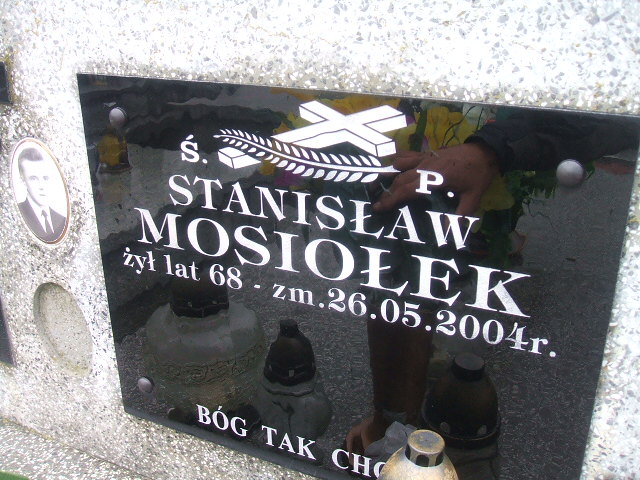 Ś. P.
STANISŁAW
MOSIOŁEK
żył lat 68 - zm.26.05.2004r.
BÓG TAK